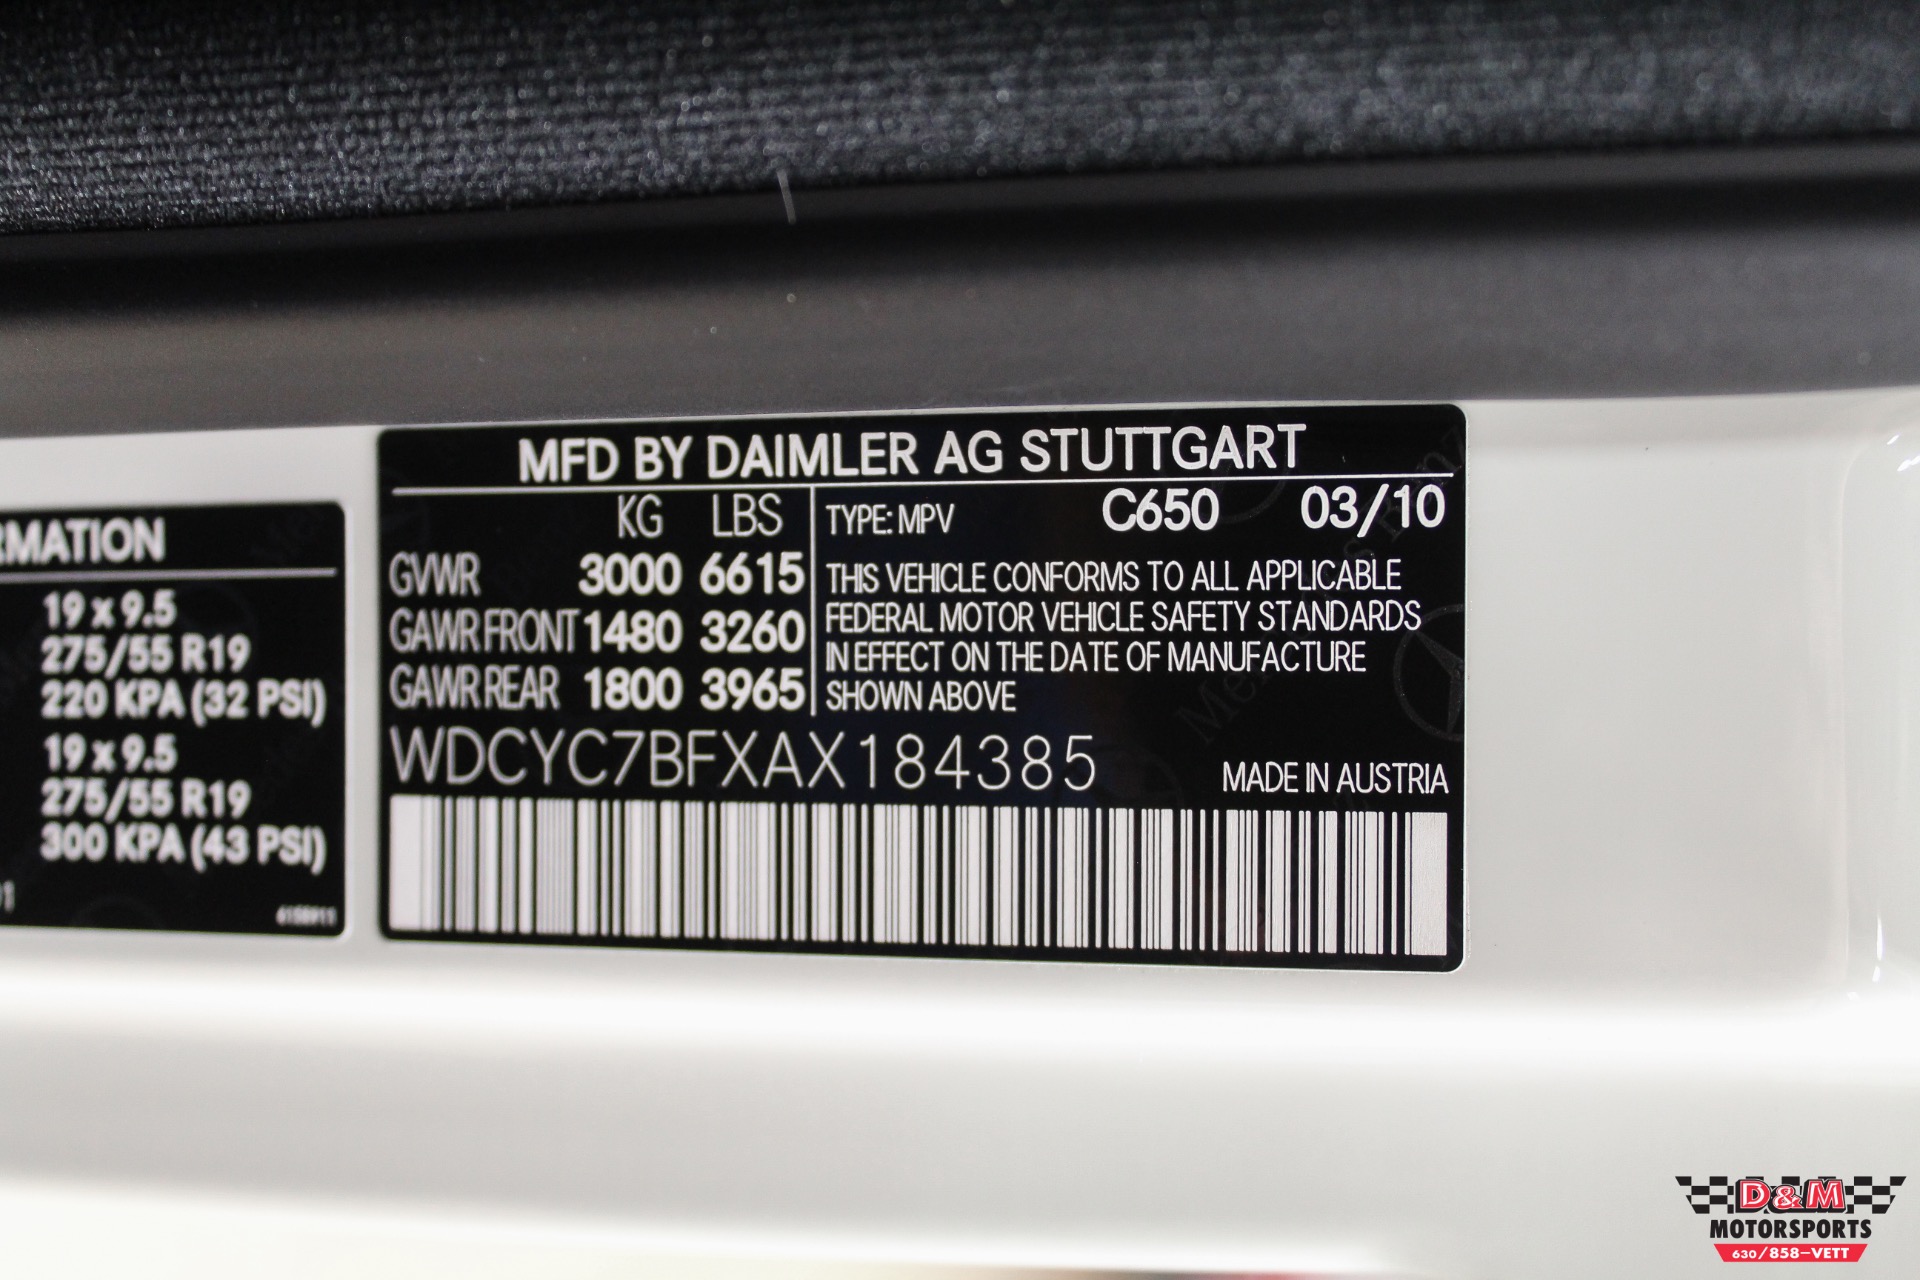 RMATION
19 x 9.5
275/55 R19
220 KPA (32 PSI)
19 x 9.5
275/55 R19
300 KPA (43 PSI)
MFD BY DAIMLER AG STUTTGART
KG LBS
GVWR 3000 6615
GAWR FRONT 1480 3260
GAWR REAR 1800 3965
TYPE: MPV C650 03/10
THIS VEHICLE CONFORMS TO ALL APPLICABLE
FEDERAL MOTOR VEHICLE SAFETY STANDARDS
IN EFFECT ON THE DATE OF MANUFACTURE
SHOWN ABOVE
WDCYC7BFXAX184385
MADE IN AUSTRIA
D&M
MOTORSPORTS
630/858-VETT